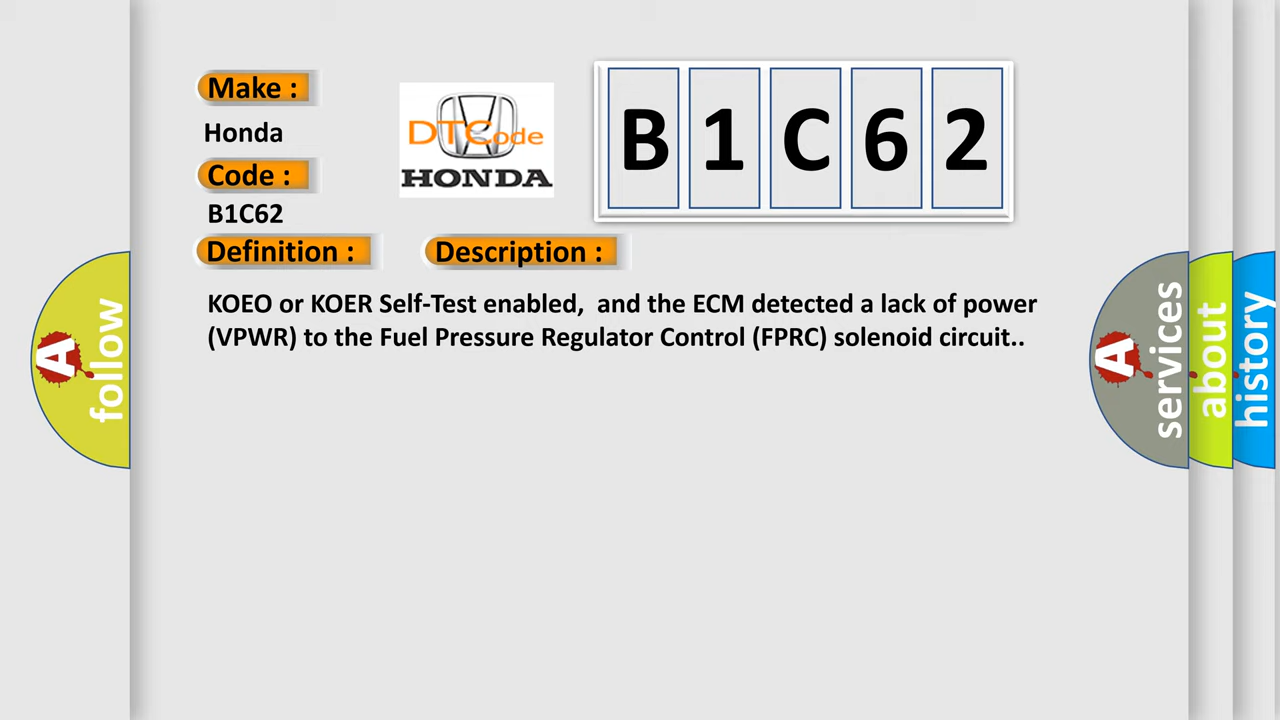 Make :
Honda
Code :
B1C62
DTCode
HONDA
B 1 C 6 2
Definition :
Description :
KOEO or KOER Self-Test enabled,  and the ECM detected a lack of power
(VPWR) to the Fuel Pressure Regulator Control (FPRC) solenoid circuit..
A follow
A services
about
history